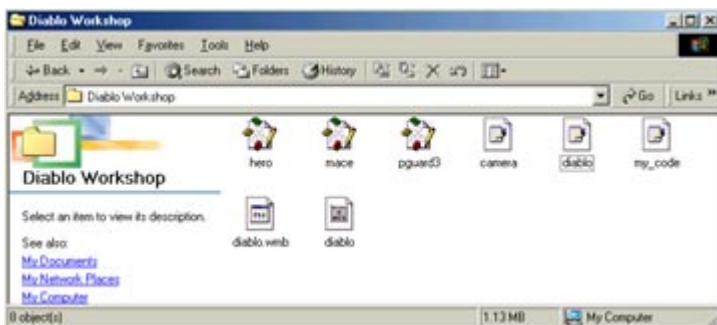 Diablo Workshop
File Edit View Favorites Tools Help
Back Search Folders History
Address Diablo Workshop Go Links »
hero mace pguard3 camera diablo my_code
Diablo Workshop
Select an item to view its description.
diablo.wmb diablo
See also:
My Documents
My Network Places
My Computer
8 object(s) 1.13 MB My Computer